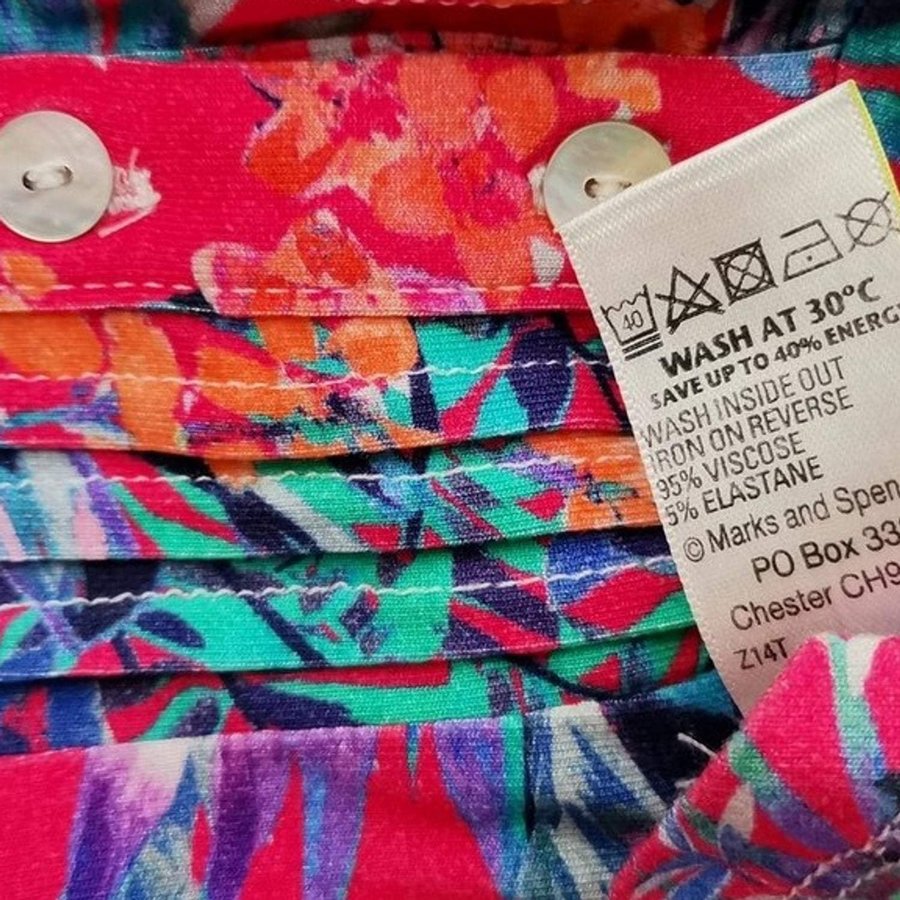 40
WASH AT 30°C
SAVE UP TO 40% ENERGY
WASH INSIDE OUT
IRON ON REVERSE
95% VISCOSE
5% ELASTANE
© Marks and Spen
PO Box 33
Chester CH9
Z14T